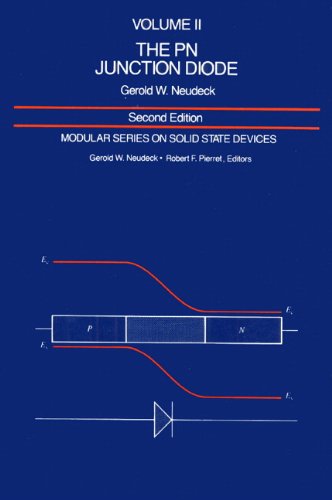 VOLUME II
THE PN
JUNCTION DIODE
Gerold W. Neudeck
Second Edition
MODULAR SERIES ON SOLID STATE DEVICES
Gerold W. Neudeck • Robert F. Pierret, Editors
P
N